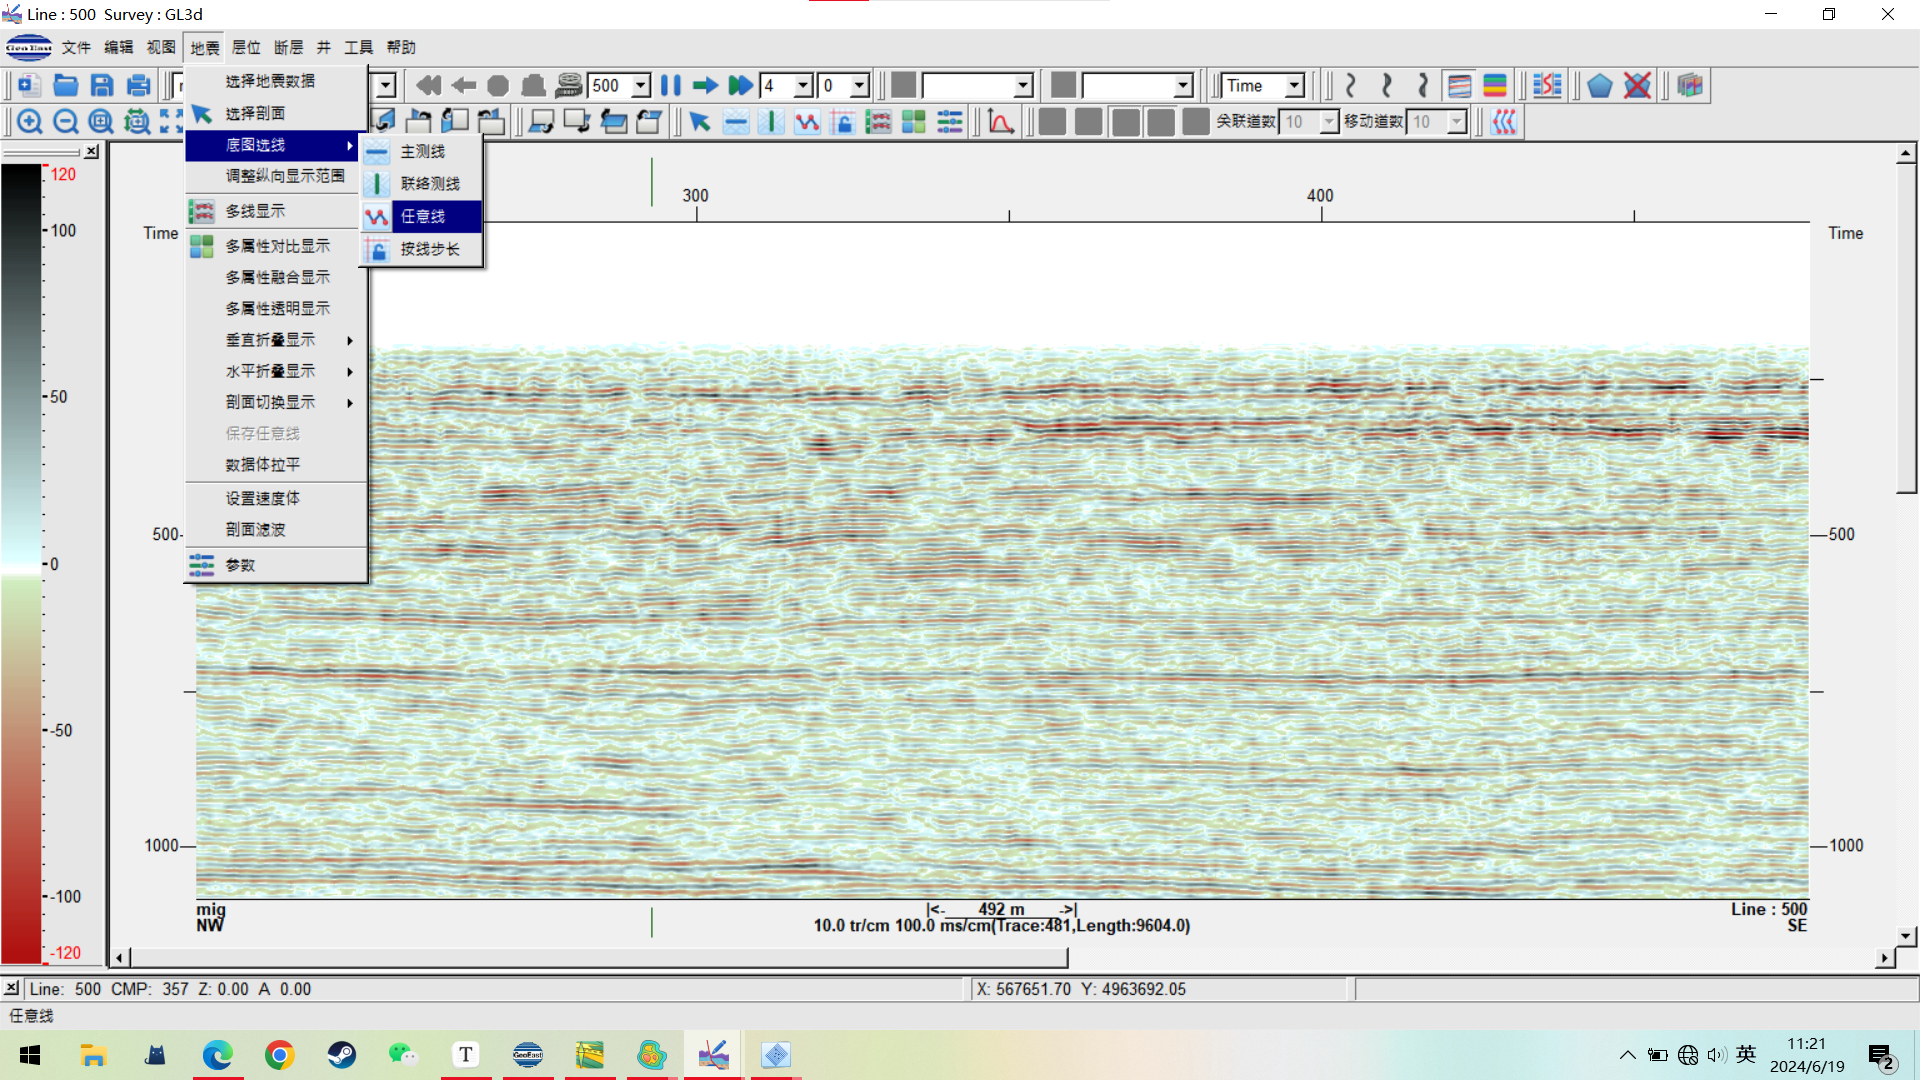 Line : 500 Survey : GL3d
GeoEast 文件 编辑 视图 地震 层位 断层 井 工具 帮助
500 4 0 Time
关联道数 10 移动道数 10
选择地震数据
选择剖面
底图选线
调整纵向显示范围
多线显示
多属性对比显示
多属性融合显示
多属性透明显示
垂直折叠显示
水平折叠显示
剖面切换显示
保存任意线
数据体拉平
设置速度体
剖面滤波
参数
主测线
联络测线
任意线
按线步长
120
100
50
0
-50
-100
-120
300 400
Time Time
500 500
1000 1000
mig |<- 492 m ->| Line : 500
NW 10.0 tr/cm 100.0 ms/cm(Trace:481,Length:9604.0) SE
Line: 500 CMP: 357 Z: 0.00 A 0.00 X: 567651.70 Y: 4963692.05
任意线
T GeoEast 英 11:21
2024/6/19 2